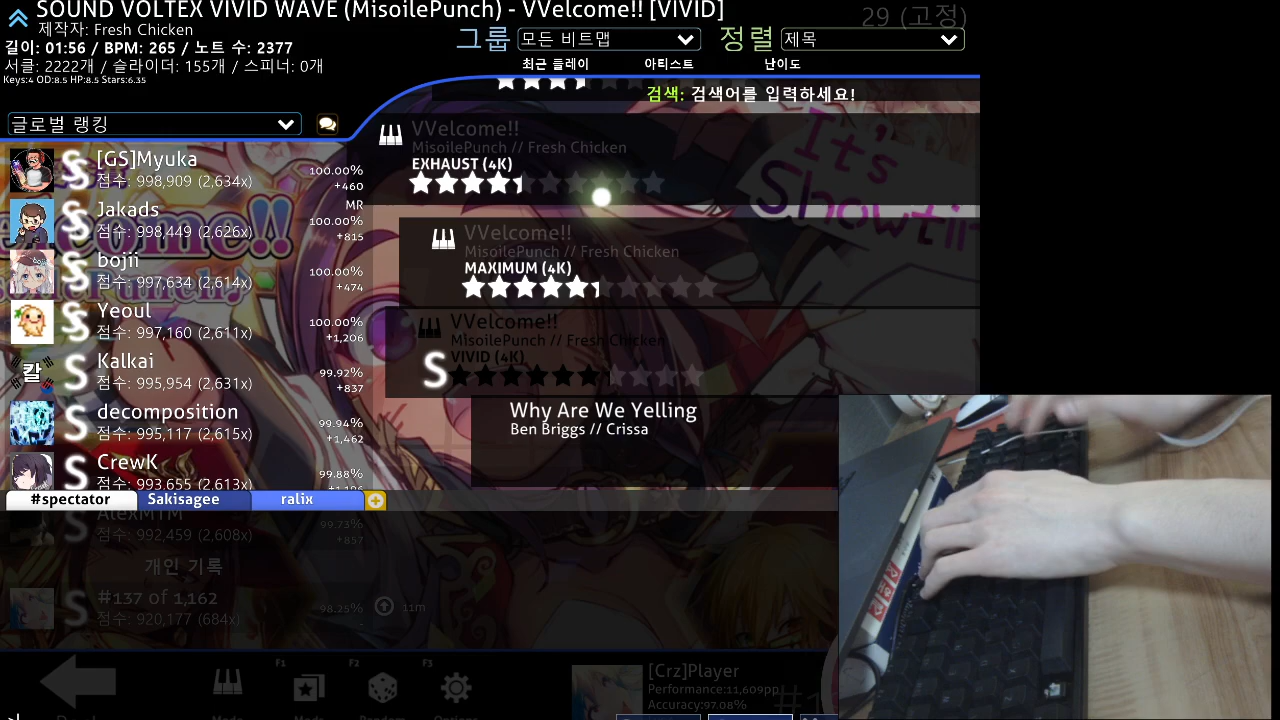 SOUND VOLTEX VIVID WAVE (MisoilePunch) - VVelcome!! [VIVID]
제작자: Fresh Chicken
길이: 01:56 / BPM: 265 / 노트 수: 2377
서클: 2222개 / 슬라이더: 155개 / 스피너: 0개
Keys:4 OD:8.5 HP:8.5 Stars:6.35
29 (고정)
그룹 모든 비트맵 정렬 제목
최근 플레이 아티스트 난이도
검색: 검색어를 입력하세요!
글로벌 랭킹
[GS]Myuka
점수: 998,909 (2,634x)
100.00%
+460
MR
Jakads
점수: 998,449 (2,626x)
100.00%
+815
bojii
점수: 997,634 (2,614x)
100.00%
+474
Yeoul
점수: 997,160 (2,611x)
100.00%
+1,206
칼
Kalkai
점수: 995,954 (2,631x)
99.92%
+837
decomposition
점수: 995,117 (2,615x)
99.94%
+1,462
CrewK
점수: 993,655 (2,613x)
99.88%
#spectator Sakisagee ralix
AlexMTM
점수: 992,459 (2,608x)
99.73%
+857
개인 기록
#137 of 1,162
점수: 920,177 (684x)
98.25%
11m
VVelcome!!
MisoilePunch // Fresh Chicken
EXHAUST (4K)
VVelcome!!
MisoilePunch // Fresh Chicken
MAXIMUM (4K)
VVelcome!!
MisoilePunch // Fresh Chicken
VIVID (4K)
Why Are We Yelling
Ben Briggs // Crissa
It's
Showti
F1 F2 F3
Mode Mods Random Options
[Crz]Player
Performance:11,609pp
Accuracy:97.08%